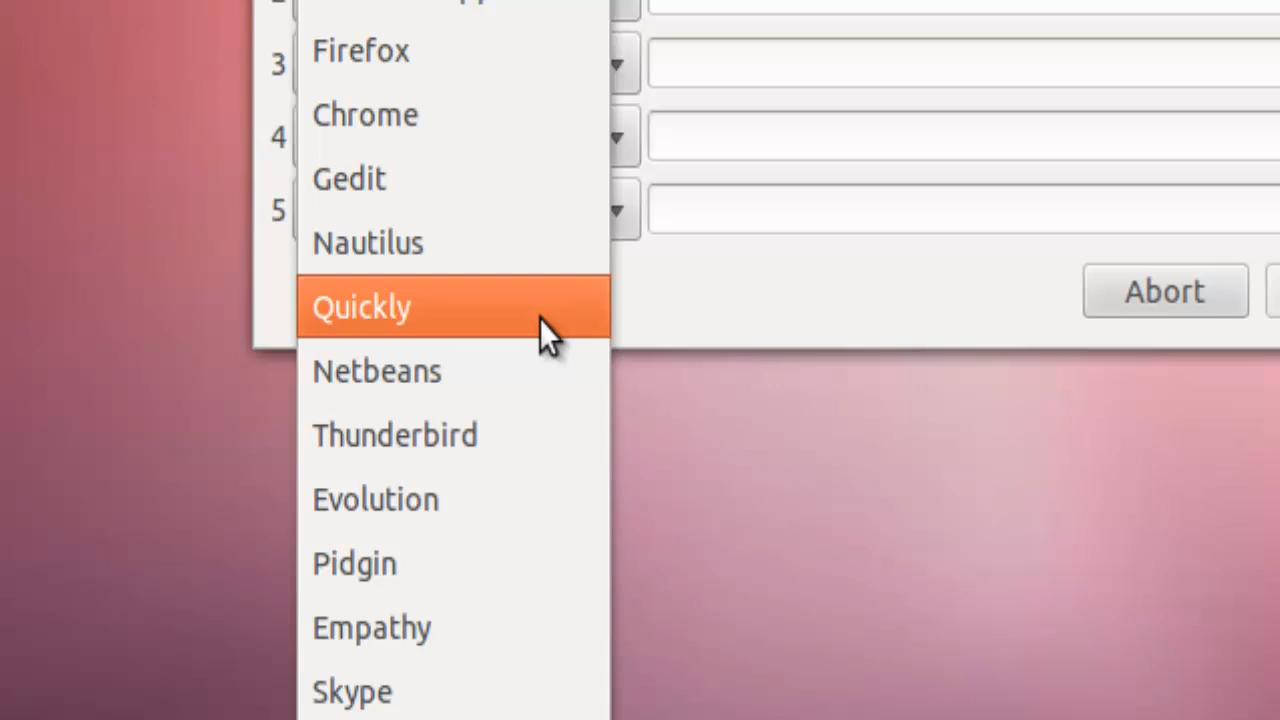 Firefox
3
Chrome
4
Gedit
5
Nautilus
Abort
Quickly
Netbeans
Thunderbird
Evolution
Pidgin
Empathy
Skype